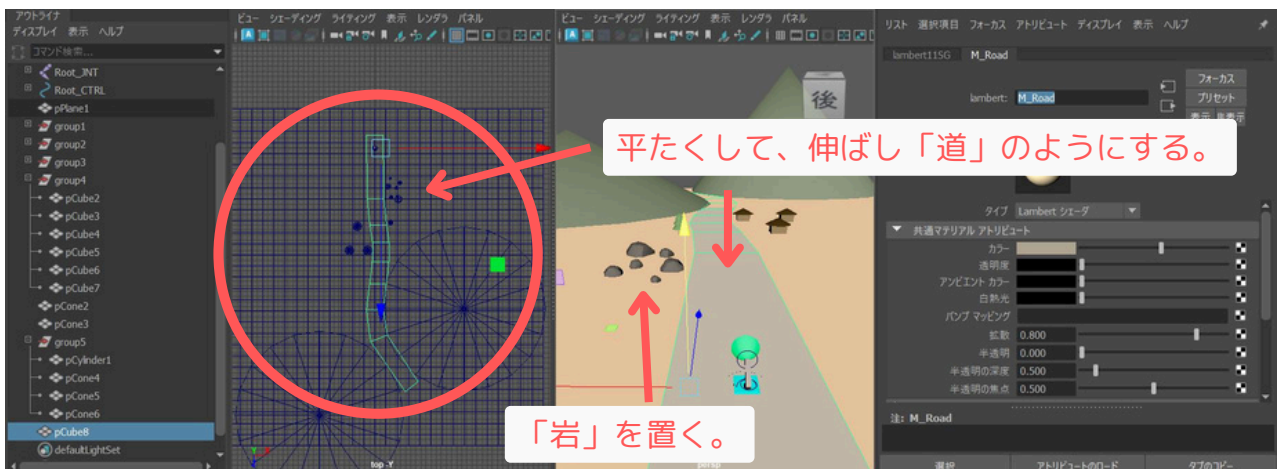 アウトライナ
ディスプレイ 表示 ヘルプ
コマンド検索...
Root_JNT
Root_CTRL
pPlane1
group1
group2
group3
group4
pCube2
pCube3
pCube4
pCube5
pCube6
pCube7
pCone2
pCone3
group5
pCylinder1
pCone4
pCone5
pCone6
pCube8
defaultLightSet
ビュー シェーディング ライティング 表示 レンダラ パネル
top -Y
ビュー シェーディング ライティング 表示 レンダラ パネル
後
平たくして、伸ばし「道」のようにする。
「岩」を置く。
persp
リスト 選択項目 フォーカス アトリビュート ディスプレイ 表示 ヘルプ
lambert11SG M_Road
lambert: M_Road
フォーカス
プリセット
表示 非表示
タイプ Lambert シェーダ
共通マテリアル アトリビュート
カラー
透明度
アンビエント カラー
白熱光
バンプ マッピング
拡散 0.800
半透明 0.000
半透明の深度 0.500
半透明の焦点 0.500
注: M_Road
選択 アトリビュートのロード タブのコピー